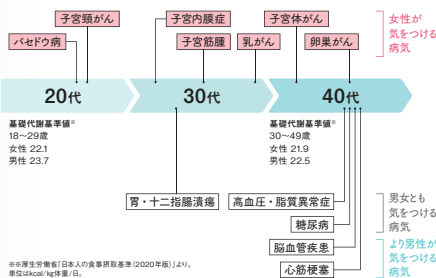 子宮頸がん
子宮内膜症
子宮体がん
女性が
気をつける
病気
バセドウ病
子宮筋腫
乳がん
卵巣がん
20代
30代
40代
基礎代謝基準値※
18〜29歳
女性 22.1
男性 23.7
基礎代謝基準値※
30〜49歳
女性 21.9
男性 22.5
胃・十二指腸潰瘍
高血圧・脂質異常症
男女とも
気をつける
病気
糖尿病
脳血管疾患
より男性が
気をつける
病気
心筋梗塞
※※厚生労働省「日本人の食事摂取基準（2020年版）」より。
単位はkcal/kg体重/日。